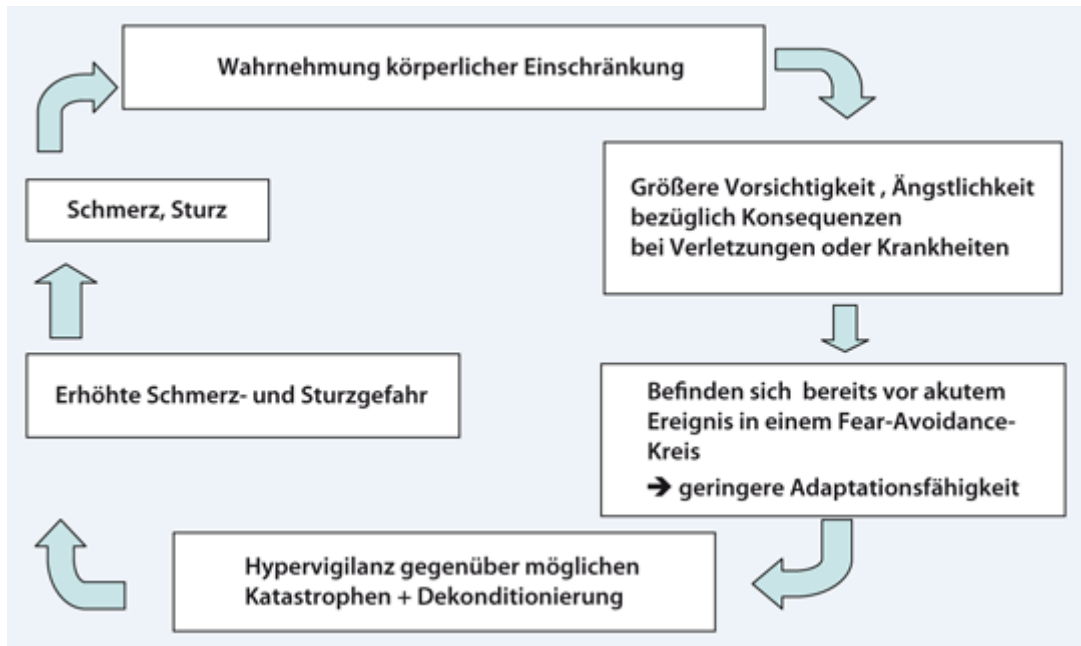 Wahrnehmung körperlicher Einschränkung
Größere Vorsichtigkeit , Ängstlichkeit
bezüglich Konsequenzen
bei Verletzungen oder Krankheiten
Befinden sich bereits vor akutem
Ereignis in einem Fear-Avoidance-
Kreis
➔ geringere Adaptationsfähigkeit
Hypervigilanz gegenüber möglichen
Katastrophen + Dekonditionierung
Erhöhte Schmerz- und Sturzgefahr
Schmerz, Sturz